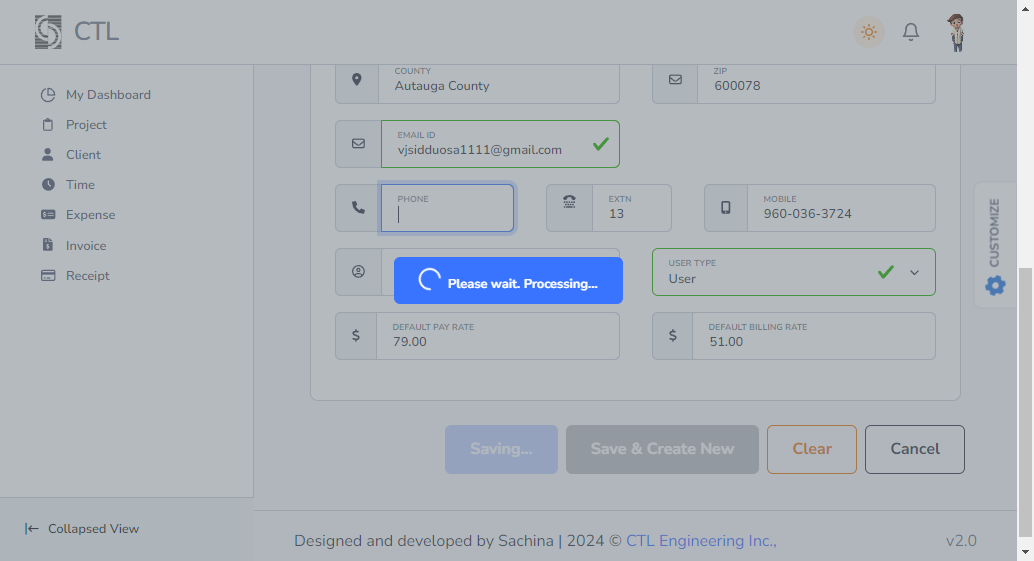 CTL
My Dashboard
Project
Client
Time
Expense
Invoice
Receipt
Collapsed View
COUNTY
Autauga County
ZIP
600078
EMAIL ID
vjsidduosa1111@gmail.com
PHONE
EXTN
13
MOBILE
960-036-3724
Please wait. Processing...
USER TYPE
User
DEFAULT PAY RATE
79.00
DEFAULT BILLING RATE
51.00
Saving...
Save & Create New
Clear
Cancel
CUSTOMIZE
Designed and developed by Sachina | 2024 © CTL Engineering Inc.,
v2.0